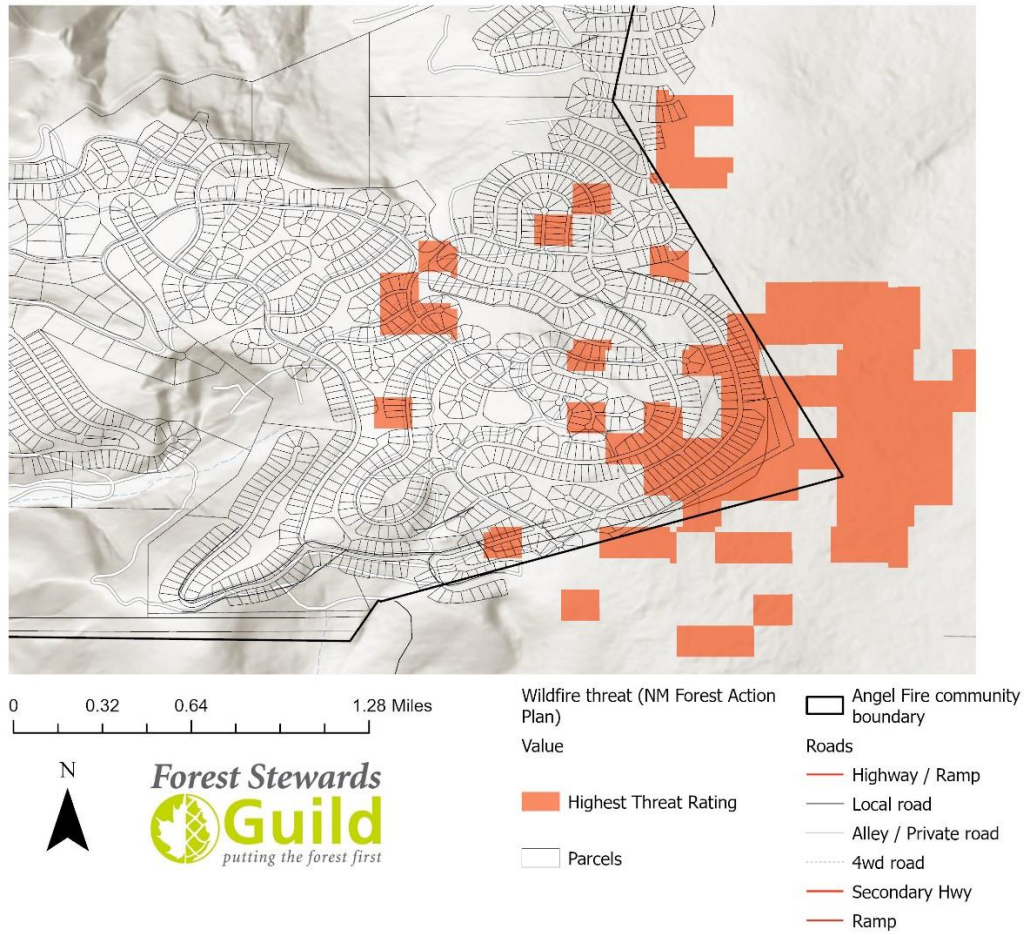 0 0.32 0.64 1.28 Miles
N
Forest Stewards
Guild
putting the forest first
Wildfire threat (NM Forest Action
Plan)
Value
Highest Threat Rating
Parcels
Angel Fire community
boundary
Roads
Highway / Ramp
Local road
Alley / Private road
4wd road
Secondary Hwy
Ramp